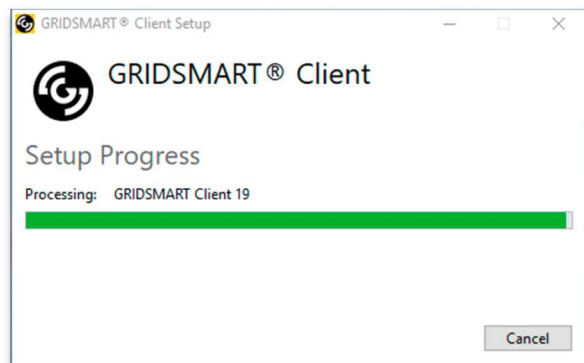 GRIDSMART® Client Setup
GRIDSMART® Client
Setup Progress
Processing: GRIDSMART Client 19
Cancel